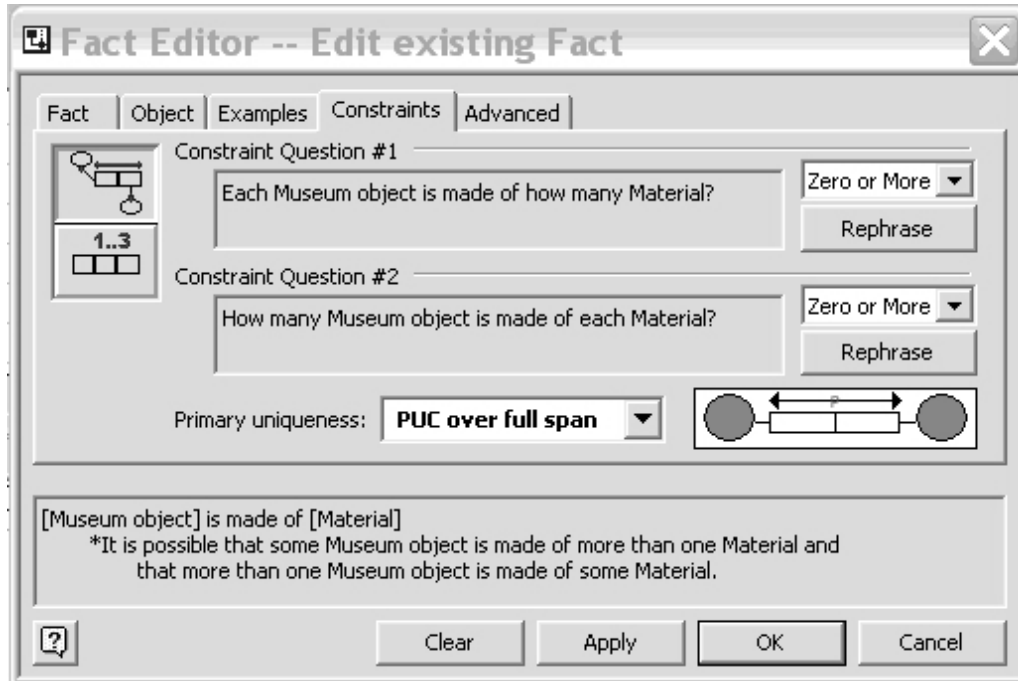 Fact Editor -- Edit existing Fact
Fact Object Examples Constraints Advanced
Constraint Question #1
Each Museum object is made of how many Material?
Zero or More
Rephrase
1..3
Constraint Question #2
How many Museum object is made of each Material?
Zero or More
Rephrase
Primary uniqueness: PUC over full span
P
[Museum object] is made of [Material]
*It is possible that some Museum object is made of more than one Material and
that more than one Museum object is made of some Material.
? Clear Apply OK Cancel